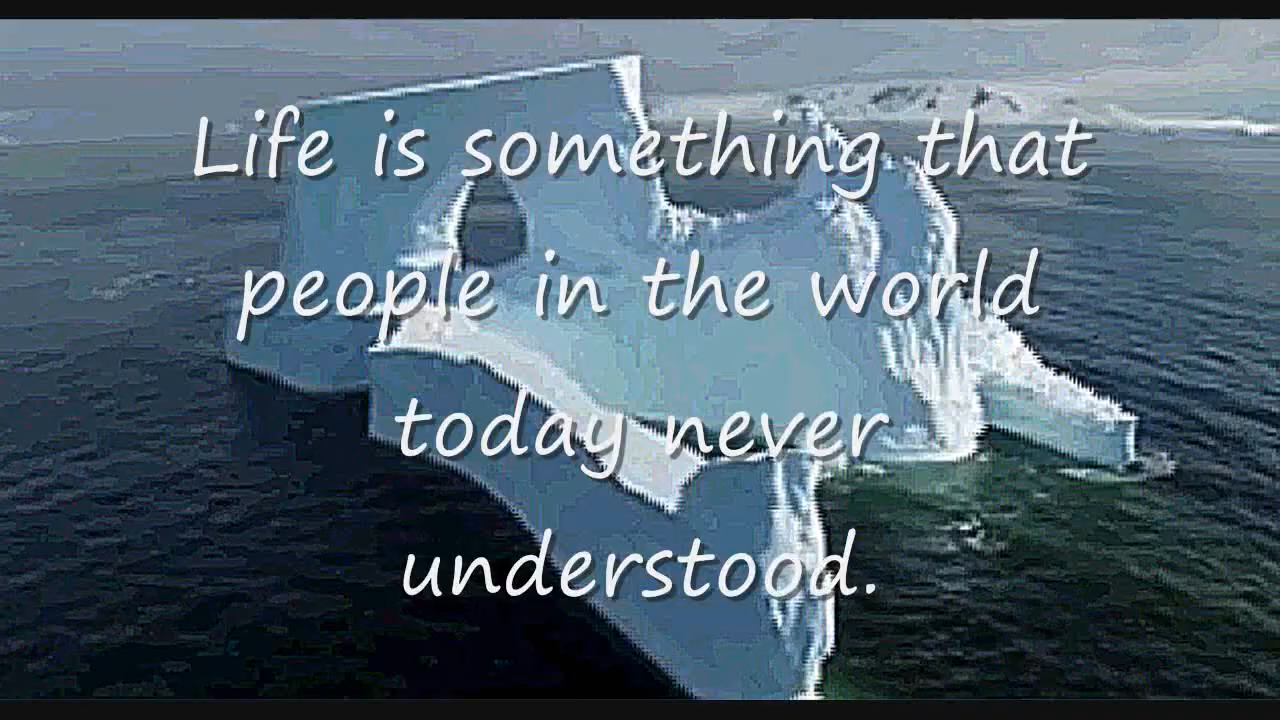 Life is something that
people in the world
today never
understood.